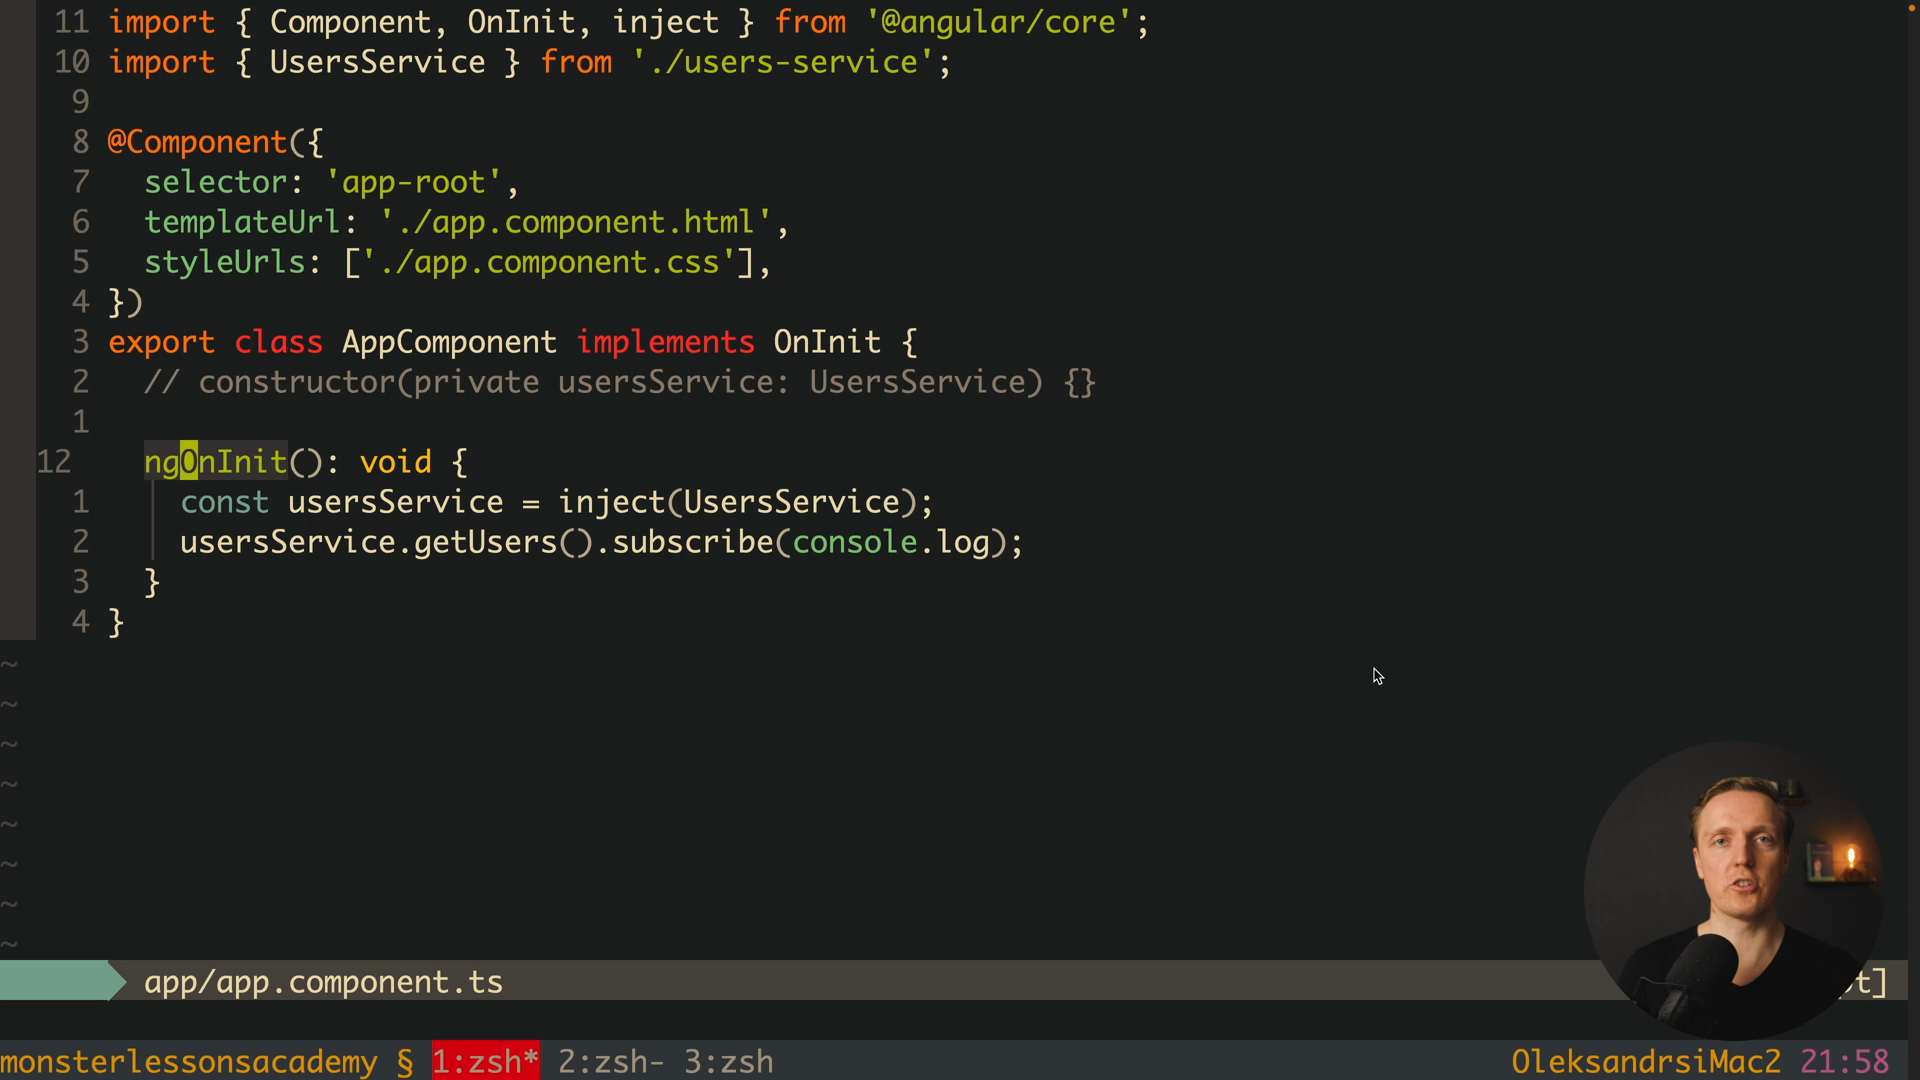 11 import { Component, OnInit, inject } from '@angular/core';
10 import { UsersService } from './users-service';
9
8 @Component({
7   selector: 'app-root',
6   templateUrl: './app.component.html',
5   styleUrls: ['./app.component.css'],
4 })
3 export class AppComponent implements OnInit {
2   // constructor(private usersService: UsersService) {}
1
12   ngOnInit(): void {
1     const usersService = inject(UsersService);
2     usersService.getUsers().subscribe(console.log);
3   }
4 }
~
~
~
~
~
~
~
~
app/app.component.ts
monsterlessonsacademy § 1:zsh* 2:zsh- 3:zsh OleksandrsiMac2 21:58